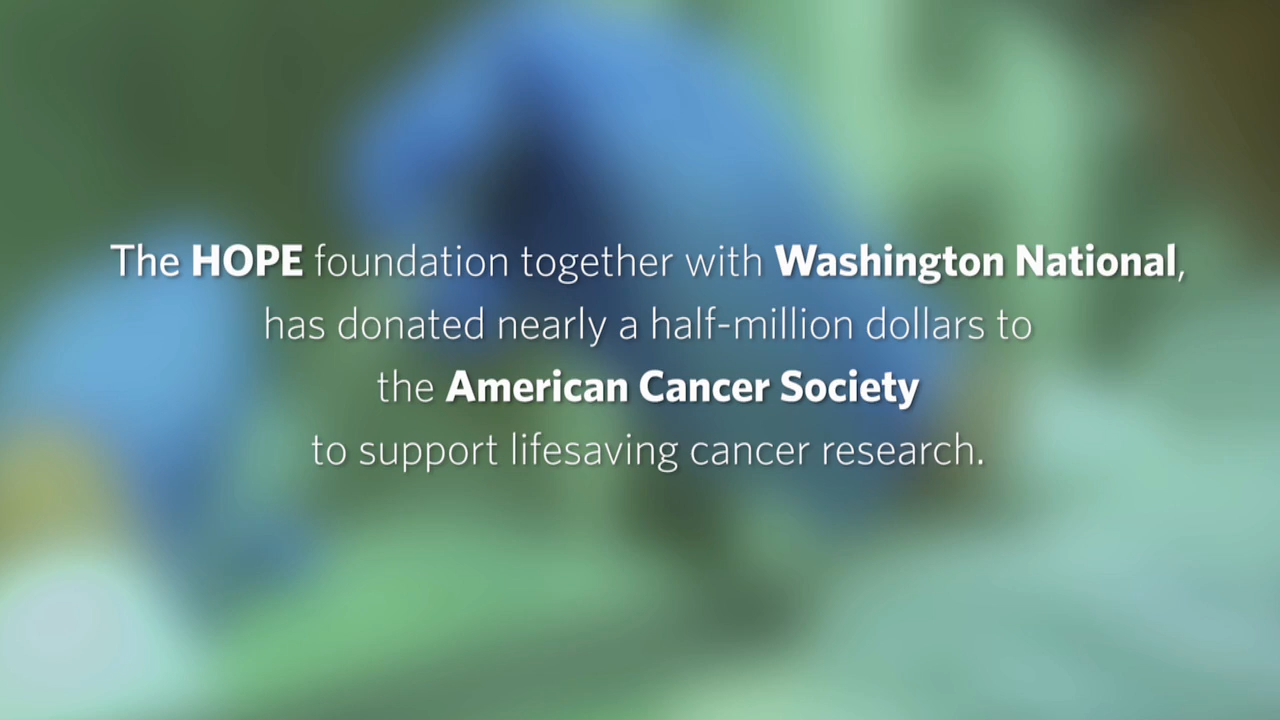 The HOPE foundation together with Washington National,
has donated nearly a half-million dollars to
the American Cancer Society
to support lifesaving cancer research.